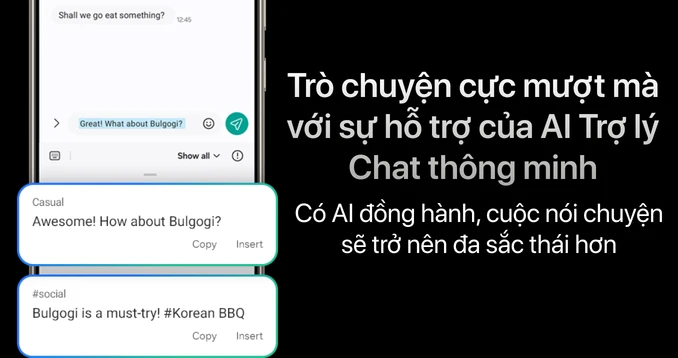 Shall we go eat something?
12:45
Great! What about Bulgogi?
Show all
Casual
Awesome! How about Bulgogi?
Copy Insert
#social
Bulgogi is a must-try! #Korean BBQ
Copy Insert
Trò chuyện cực mượt mà
với sự hỗ trợ của AI Trợ lý
Chat thông minh
Có AI đồng hành, cuộc nói chuyện
sẽ trở nên đa sắc thái hơn